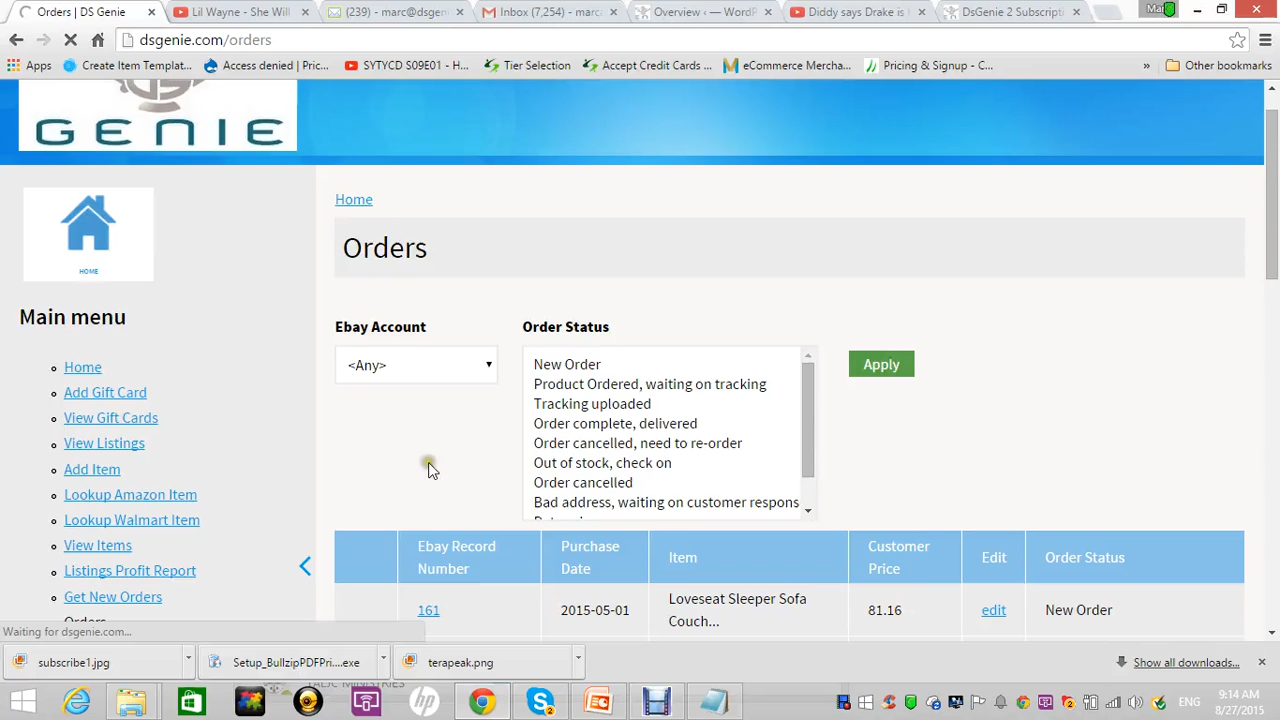 Orders | DS Genie
Lil Wayne - She Will
(239) - marc@dsgeni
Inbox (7,254) - marc@
Overview ‹ — WordP
Diddy says Drake is
DsGenie 2 Subscripti
dsgenie.com/orders
Apps
Create Item Templat...
Access denied | Pric...
SYTYCD S09E01 - H...
Tier Selection
Accept Credit Cards ...
eCommerce Mercha...
Pricing & Signup - C...
»
Other bookmarks
GENIE
HOME
Main menu
Home
Add Gift Card
View Gift Cards
View Listings
Add Item
Lookup Amazon Item
Lookup Walmart Item
View Items
Listings Profit Report
Get New Orders
Orders
Home
Orders
Ebay Account
<Any>
Order Status
New Order
Product Ordered, waiting on tracking
Tracking uploaded
Order complete, delivered
Order cancelled, need to re-order
Out of stock, check on
Order cancelled
Bad address, waiting on customer respons
Apply
Ebay Record Number
Purchase Date
Item
Customer Price
Edit
Order Status
161
2015-05-01
Loveseat Sleeper Sofa Couch...
81.16
edit
New Order
Waiting for dsgenie.com...
subscribe1.jpg
Setup_BullzipPDFPri....exe
terapeak.png
Show all downloads...
hp
ENG
9:14 AM
8/27/2015